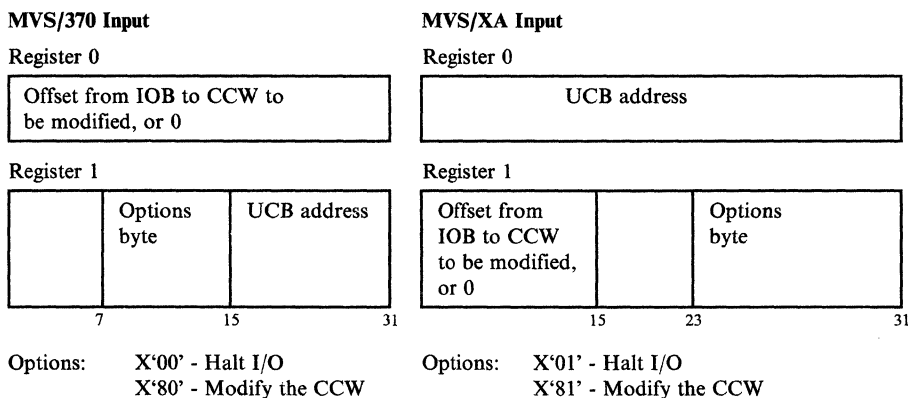 MVS/370 Input
Register 0
Offset from IOB to CCW to
be modified, or 0
Register 1
Options
byte
UCB address
7
15
31
Options: X‘00’ - Halt I/O
X‘80’ - Modify the CCW
MVS/XA Input
Register 0
UCB address
Register 1
Offset from
IOB to CCW
to be modified,
or 0
Options
byte
15
23
31
Options: X‘01’ - Halt I/O
X‘81’ - Modify the CCW